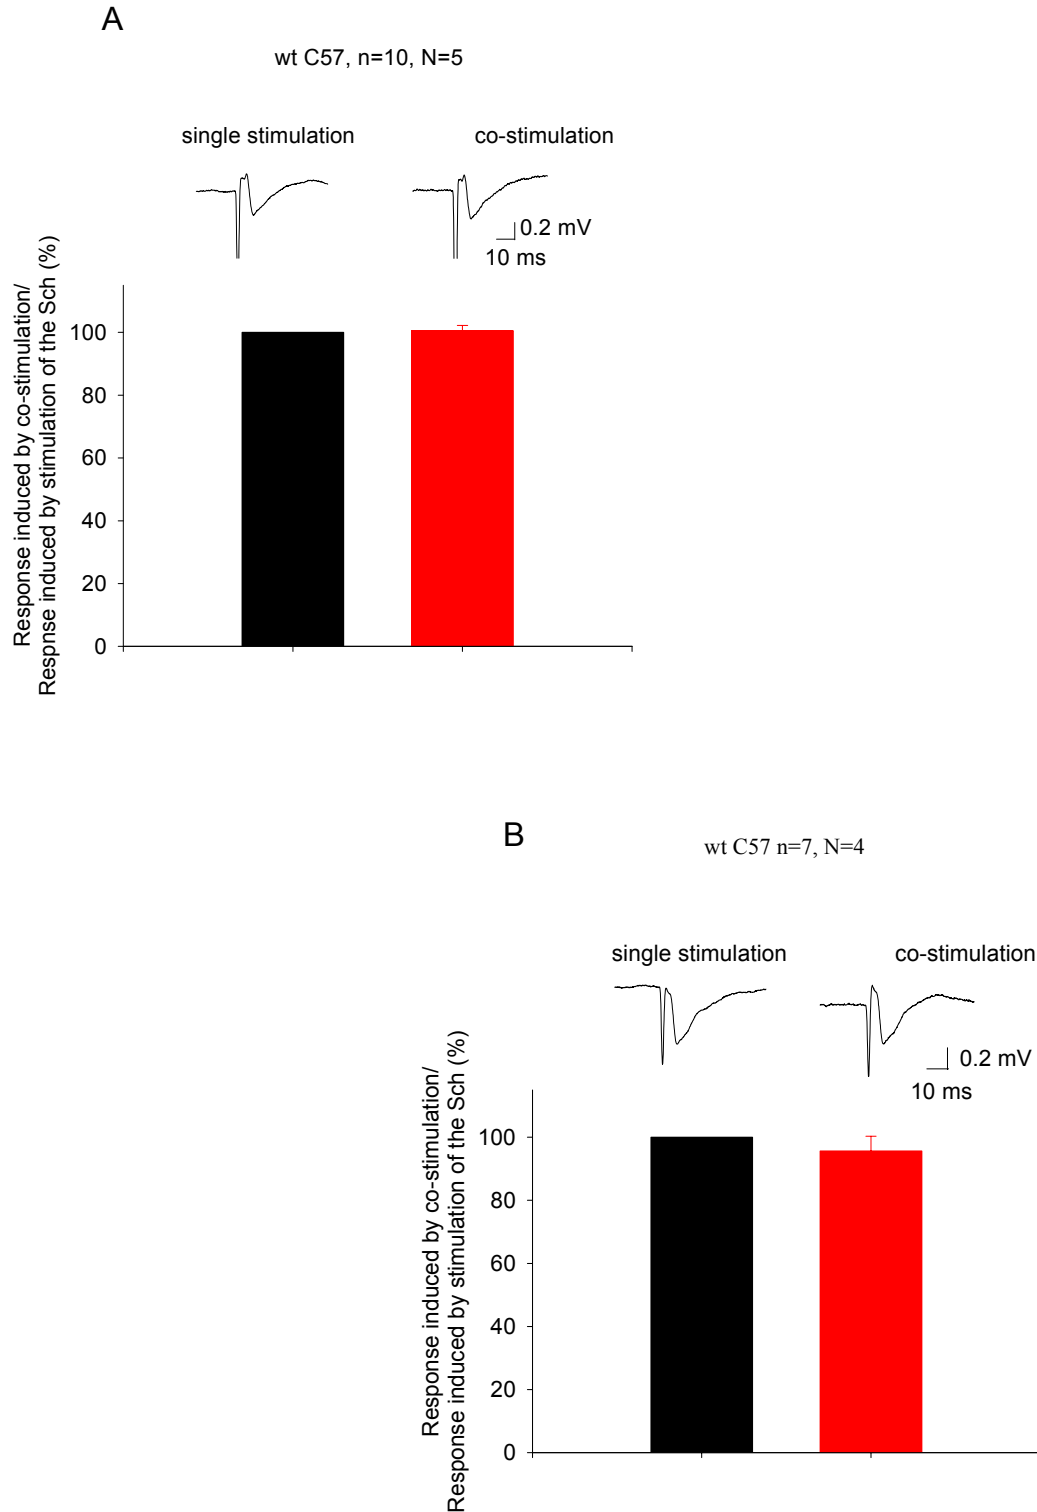 A
wt C57, n=10, N=5
single stimulation
co-stimulation
0.2 mV
10 ms
Response induced by co-stimulation/
Respnse induced by stimulation of the Sch (%)
100
80
60
40
20
0
B
wt C57 n=7, N=4
single stimulation
co-stimulation
0.2 mV
10 ms
Response induced by co-stimulation/
Response induced by stimulation of the Sch (%)
100
80
60
40
20
0